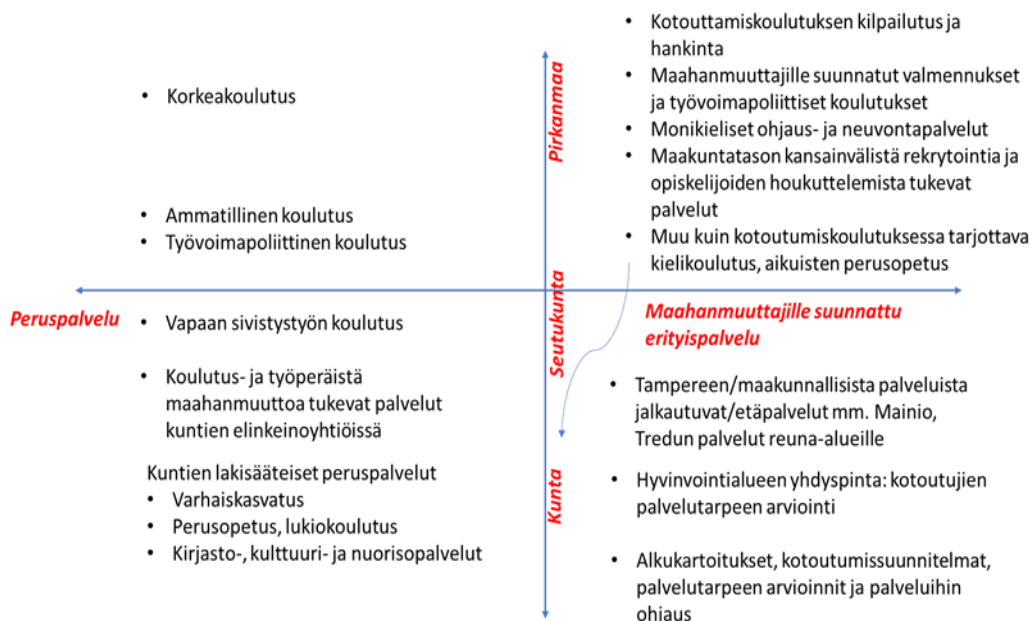 • Korkeakoulutus
• Ammatillinen koulutus
• Työvoimapoliittinen koulutus
Pirkanmaa
• Kotouttamiskoulutuksen kilpailutus ja
hankinta
• Maahanmuuttajille suunnatut valmennukset
ja työvoimapoliittiset koulutukset
• Monikieliset ohjaus- ja neuvontapalvelut
• Maakuntatason kansainvälistä rekrytointia ja
opiskelijoiden houkuttelemista tukevat
palvelut
• Muu kuin kotoutumiskoulutuksessa tarjottava
kielikoulutus, aikuisten perusopetus
Peruspalvelu
Seutukunta
Maahanmuuttajille suunnattu
erityispalvelu
• Vapaan sivistystyön koulutus
• Koulutus- ja työperäistä
maahanmuuttoa tukevat palvelut
kuntien elinkeinoyhtiöissä
Kuntien lakisääteiset peruspalvelut
• Varhaiskasvatus
• Perusopetus, lukiokoulutus
• Kirjasto-, kulttuuri- ja nuorisopalvelut
Kunta
• Tampereen/maakunnallisista palveluista
jalkautuvat/etäpalvelut mm. Mainio,
Tredun palvelut reuna-alueille
• Hyvinvointialueen yhdyspinta: kotoutujien
palvelutarpeen arviointi
• Alkukartoitukset, kotoutumissuunnitelmat,
palvelutarpeen arvioinnit ja palveluihin
ohjaus